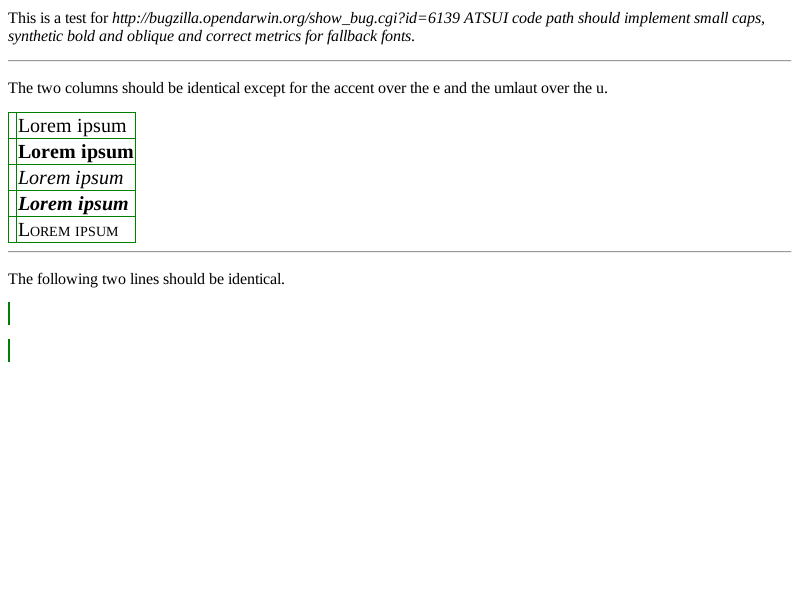 This is a test for http://bugzilla.opendarwin.org/show_bug.cgi?id=6139 ATSUI code path should implement small caps,
synthetic bold and oblique and correct metrics for fallback fonts.
The two columns should be identical except for the accent over the e and the umlaut over the u.
Lorem ipsum
Lorem ipsum
Lorem ipsum
Lorem ipsum
Lorem ipsum
The following two lines should be identical.